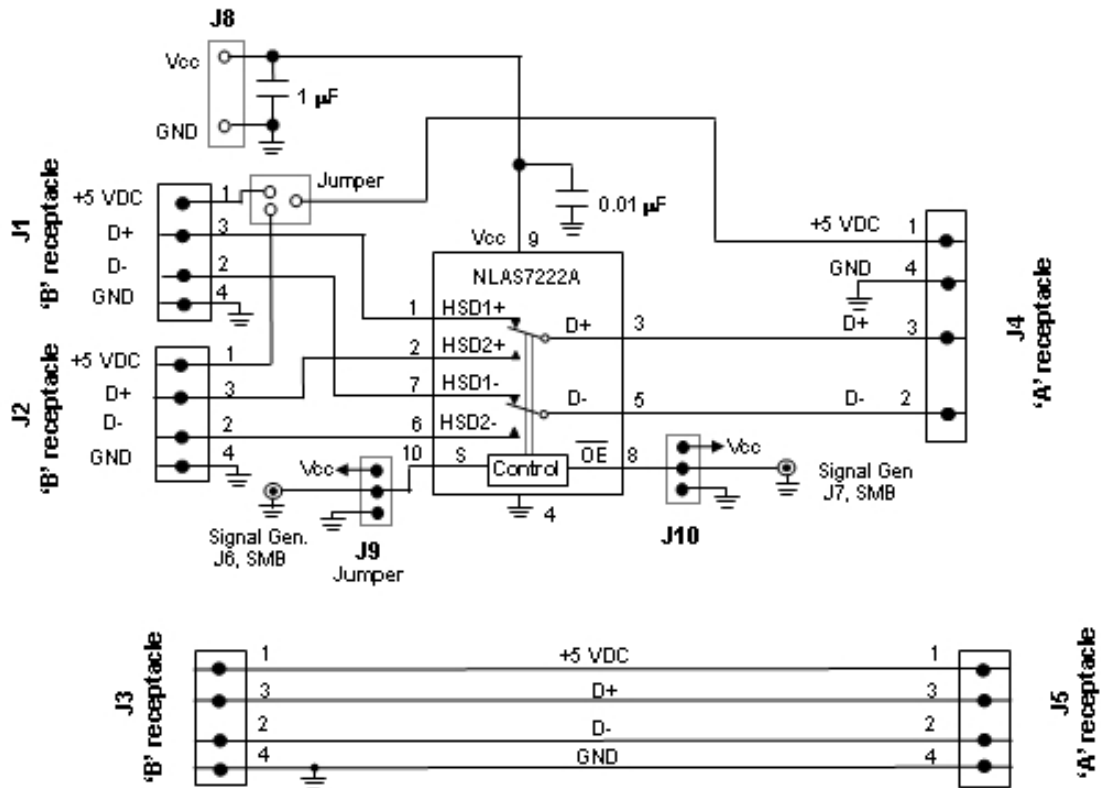 J8
Vcc
1 µF
GND
Jumper
J1
'B' receptacle
+5 VDC 1
D+ 3
D- 2
GND 4
0.01 µF
Vcc 9
NLAS7222A
1 HSD1+
2 HSD2+
7 HSD1-
6 HSD2-
10 S
Control
OE 8
4
D+ 3
D- 5
J2
'B' receptacle
+5 VDC 1
D+ 3
D- 2
GND 4
+5 VDC 1
GND 4
D+ 3
D- 2
J4
'A' receptacle
Vcc
Signal Gen.
J6, SMB
J9
Jumper
Vcc
J10
Signal Gen
J7, SMB
J3
'B' receptacle
1 +5 VDC 1
3 D+ 3
2 D- 2
4 GND 4
J5
'A' receptacle